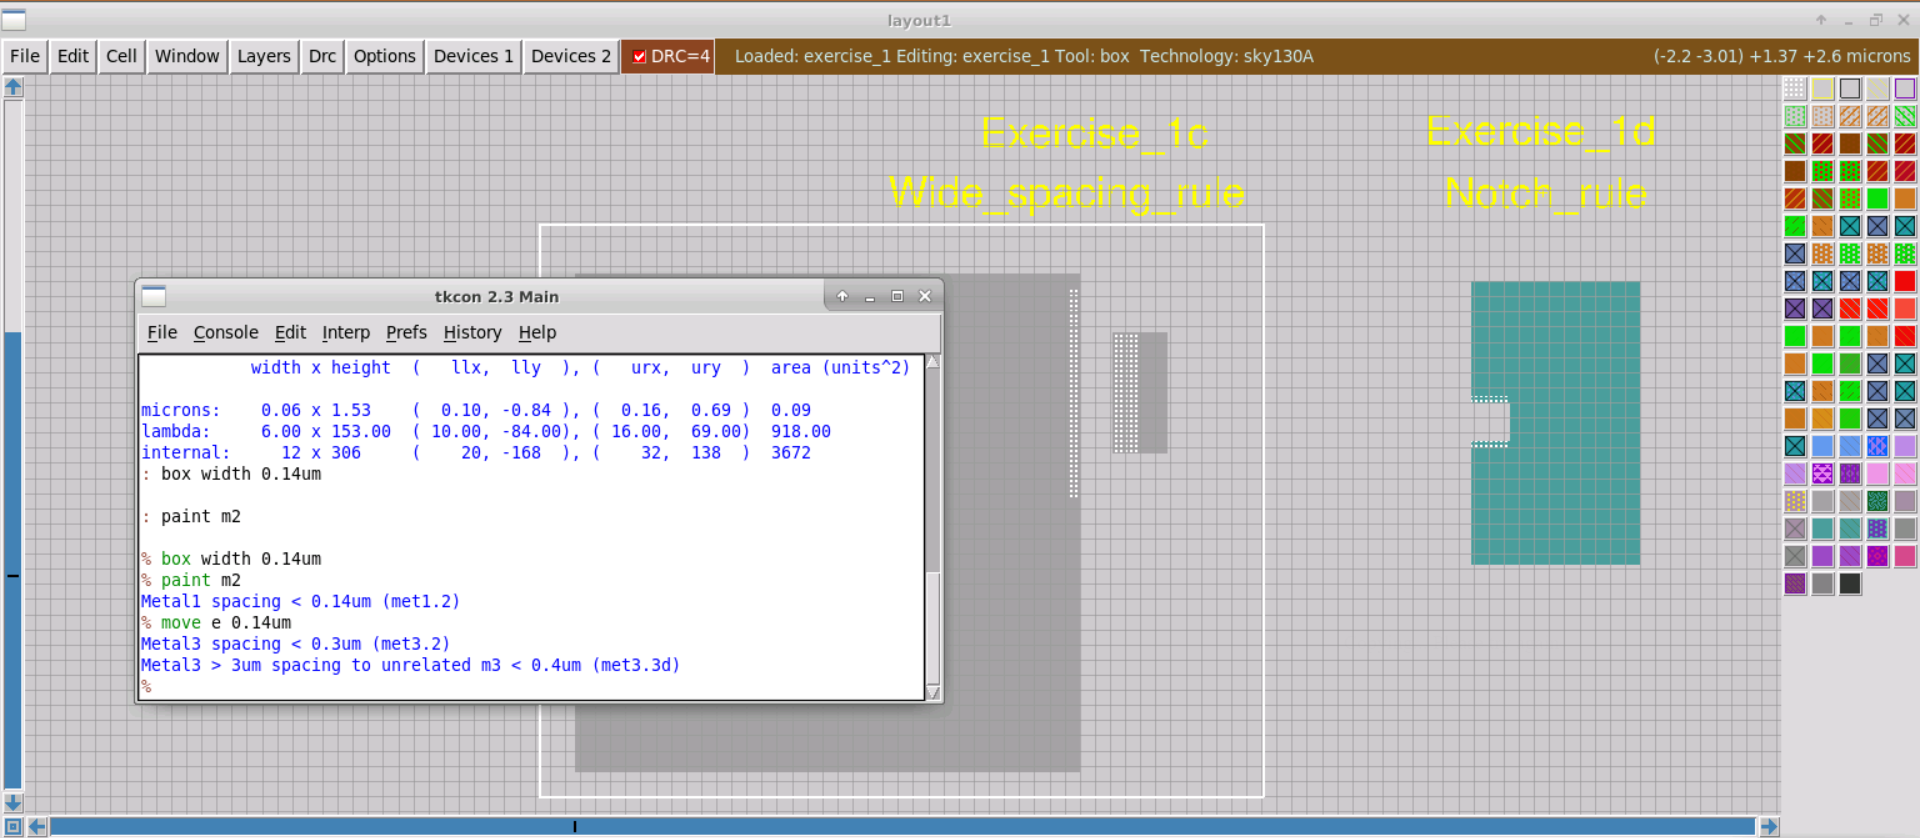 layout1
File Edit Cell Window Layers Drc Options Devices 1 Devices 2 DRC=4 Loaded: exercise_1 Editing: exercise_1 Tool: box Technology: sky130A (-2.2 -3.01) +1.37 +2.6 microns
Exercise_1c
Wide_spacing_rule
Exercise_1d
Notch_rule
tkcon 2.3 Main
File Console Edit Interp Prefs History Help
width x height ( llx, lly ), ( urx, ury ) area (units^2)
microns: 0.06 x 1.53 ( 0.10, -0.84 ), ( 0.16, 0.69 ) 0.09
lambda: 6.00 x 153.00 ( 10.00, -84.00), ( 16.00, 69.00) 918.00
internal: 12 x 306 ( 20, -168 ), ( 32, 138 ) 3672
: box width 0.14um
: paint m2
% box width 0.14um
% paint m2
Metal1 spacing < 0.14um (met1.2)
% move e 0.14um
Metal3 spacing < 0.3um (met3.2)
Metal3 > 3um spacing to unrelated m3 < 0.4um (met3.3d)
%